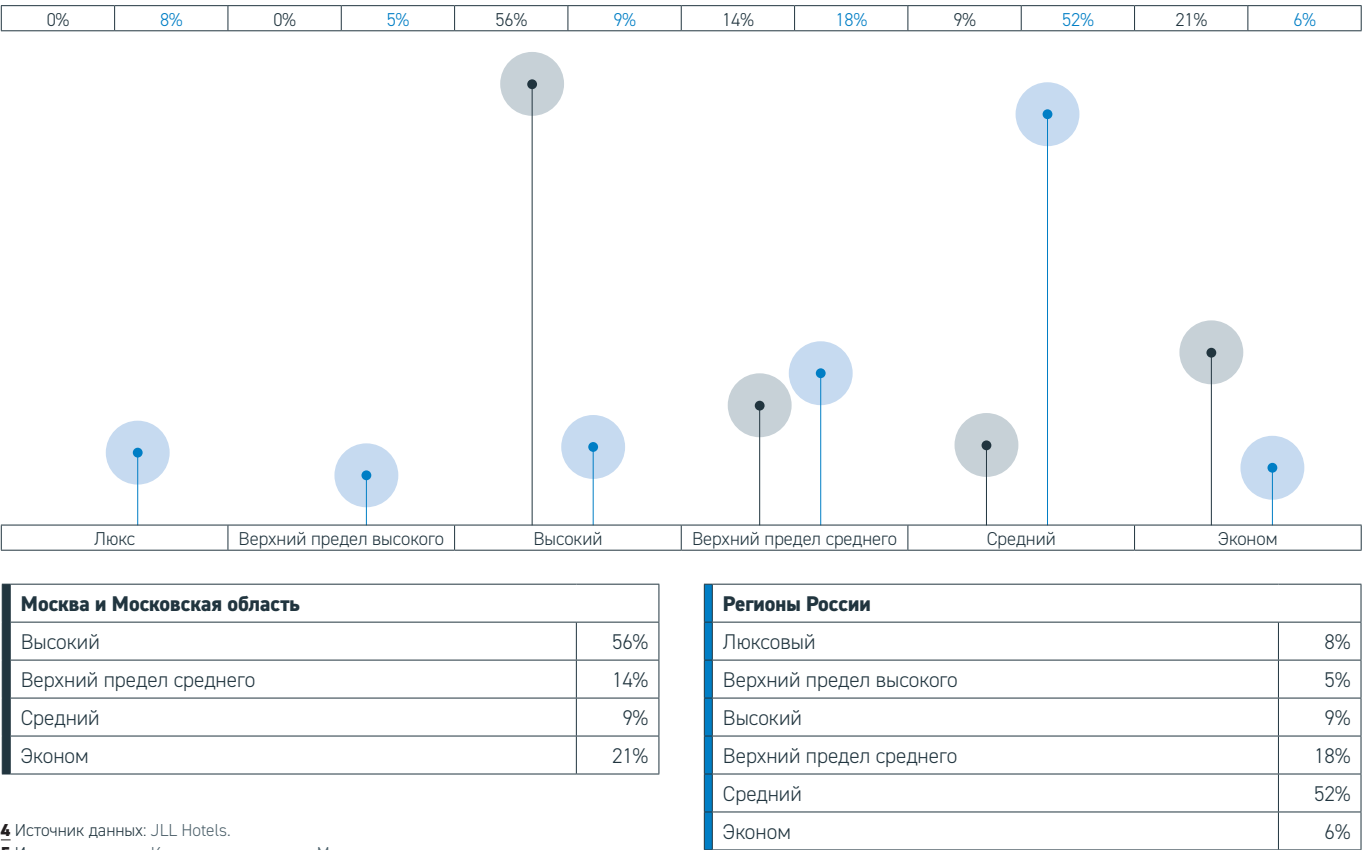 0% 8% 0% 5% 56% 9% 14% 18% 9% 52% 21% 6%
Люкс Верхний предел высокого Высокий Верхний предел среднего Средний Эконом
Москва и Московская область
Высокий 56%
Верхний предел среднего 14%
Средний 9%
Эконом 21%
Регионы России
Люксовый 8%
Верхний предел высокого 5%
Высокий 9%
Верхний предел среднего 18%
Средний 52%
Эконом 6%
4 Источник данных: JLL Hotels.